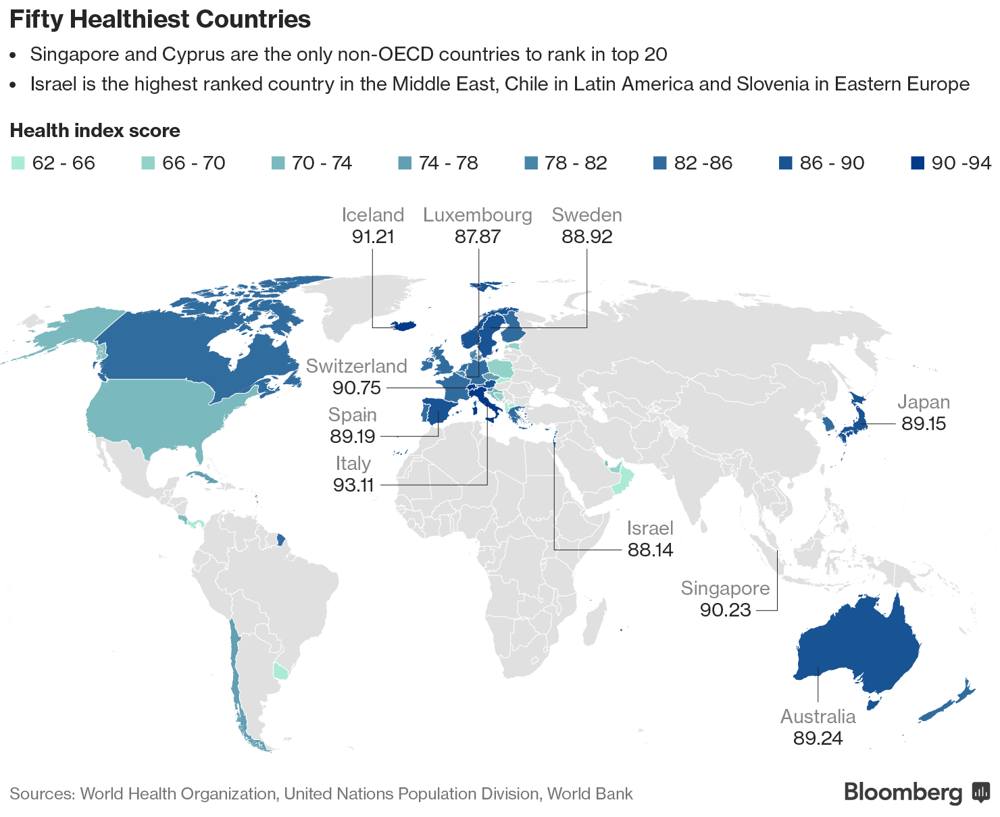 Fifty Healthiest Countries
• Singapore and Cyprus are the only non-OECD countries to rank in top 20
• Israel is the highest ranked country in the Middle East, Chile in Latin America and Slovenia in Eastern Europe
Health index score
62 - 66
66 - 70
70 - 74
74 - 78
78 - 82
82 -86
86 - 90
90 -94
Iceland
91.21
Luxembourg
87.87
Sweden
88.92
Switzerland
90.75
Spain
89.19
Italy
93.11
Japan
89.15
Israel
88.14
Singapore
90.23
Australia
89.24
Sources: World Health Organization, United Nations Population Division, World Bank
Bloomberg